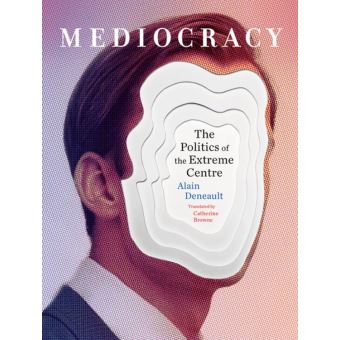 MEDIOCRACY
The
Politics of
the Extreme
Centre
Alain
Deneault
Translated by
Catherine
Browne